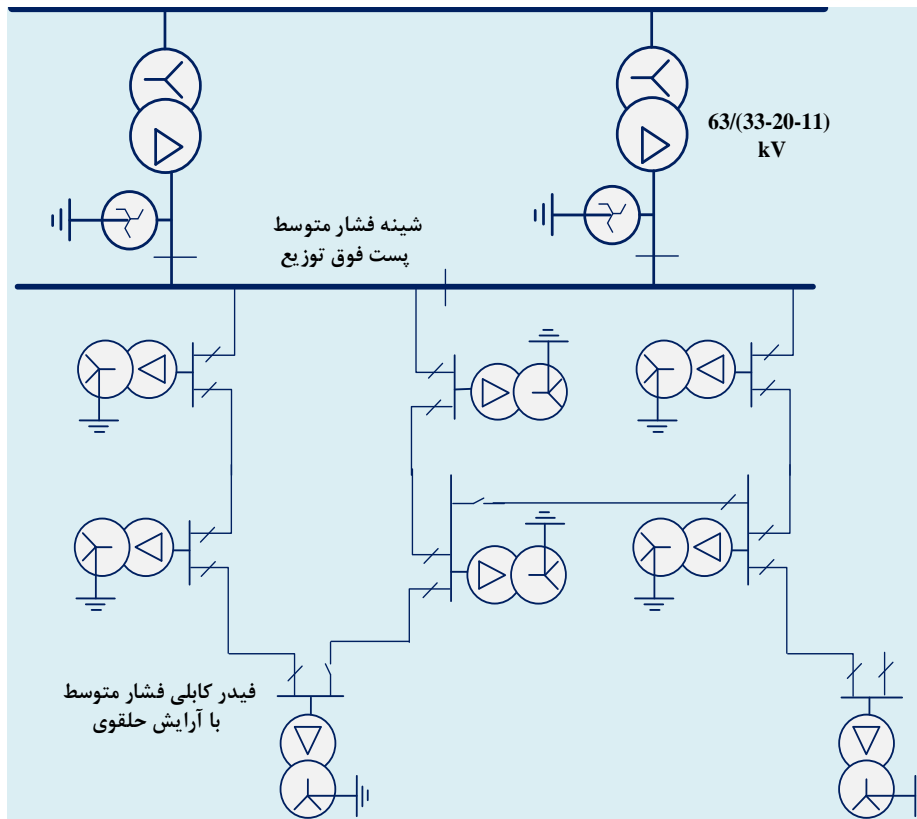 63/(33-20-11)
kV
شینه فشار متوسط
پست فوق توزیع
فیدر کابلی فشار متوسط
با آرایش حلقوی